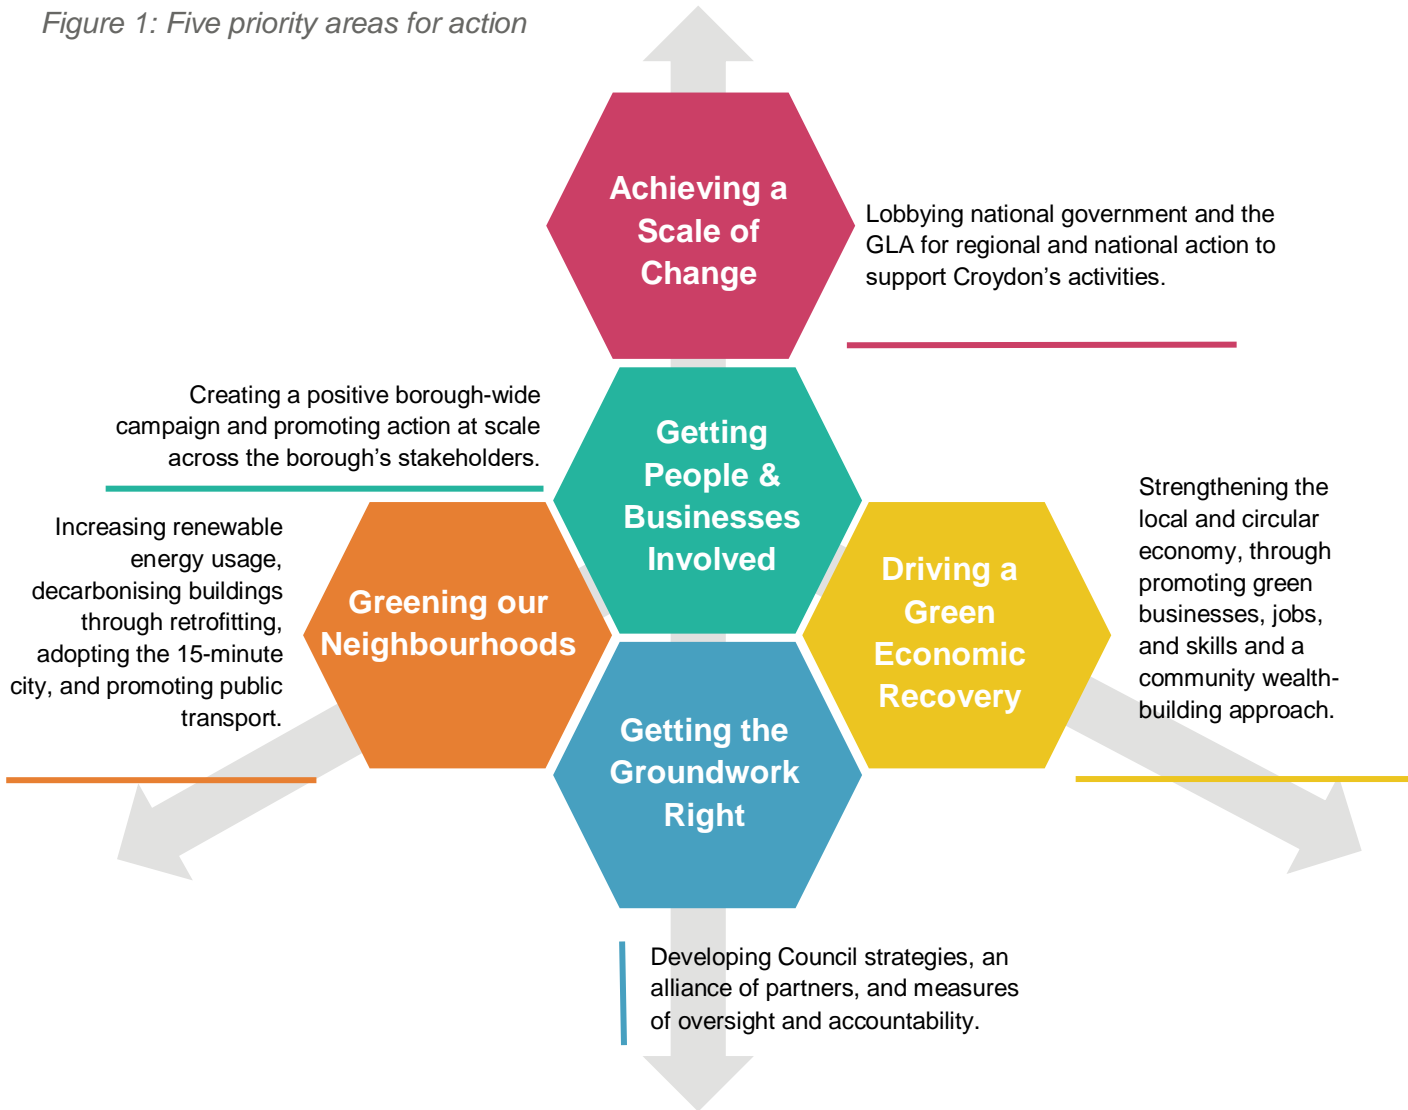 Figure 1: Five priority areas for action
Achieving a
Scale of
Change
Lobbying national government and the
GLA for regional and national action to
support Croydon’s activities.
Creating a positive borough-wide
campaign and promoting action at scale
across the borough’s stakeholders.
Getting
People &
Businesses
Involved
Increasing renewable
energy usage,
decarbonising buildings
through retrofitting,
adopting the 15-minute
city, and promoting public
transport.
Greening our
Neighbourhoods
Driving a
Green
Economic
Recovery
Strengthening the
local and circular
economy, through
promoting green
businesses, jobs,
and skills and a
community wealth-
building approach.
Getting the
Groundwork
Right
Developing Council strategies, an
alliance of partners, and measures
of oversight and accountability.